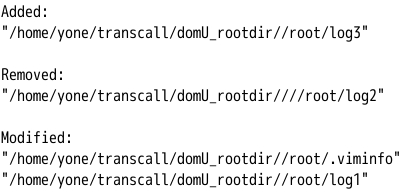 Added:
"/home/yone/transcall/domU_rootdir//root/log3"
Removed:
"/home/yone/transcall/domU_rootdir////root/log2"
Modified:
"/home/yone/transcall/domU_rootdir//root/.viminfo"
"/home/yone/transcall/domU_rootdir//root/log1"